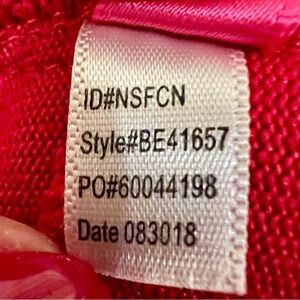 ID#NSFCN
Style#BE41657
PO#60044198
Date 083018